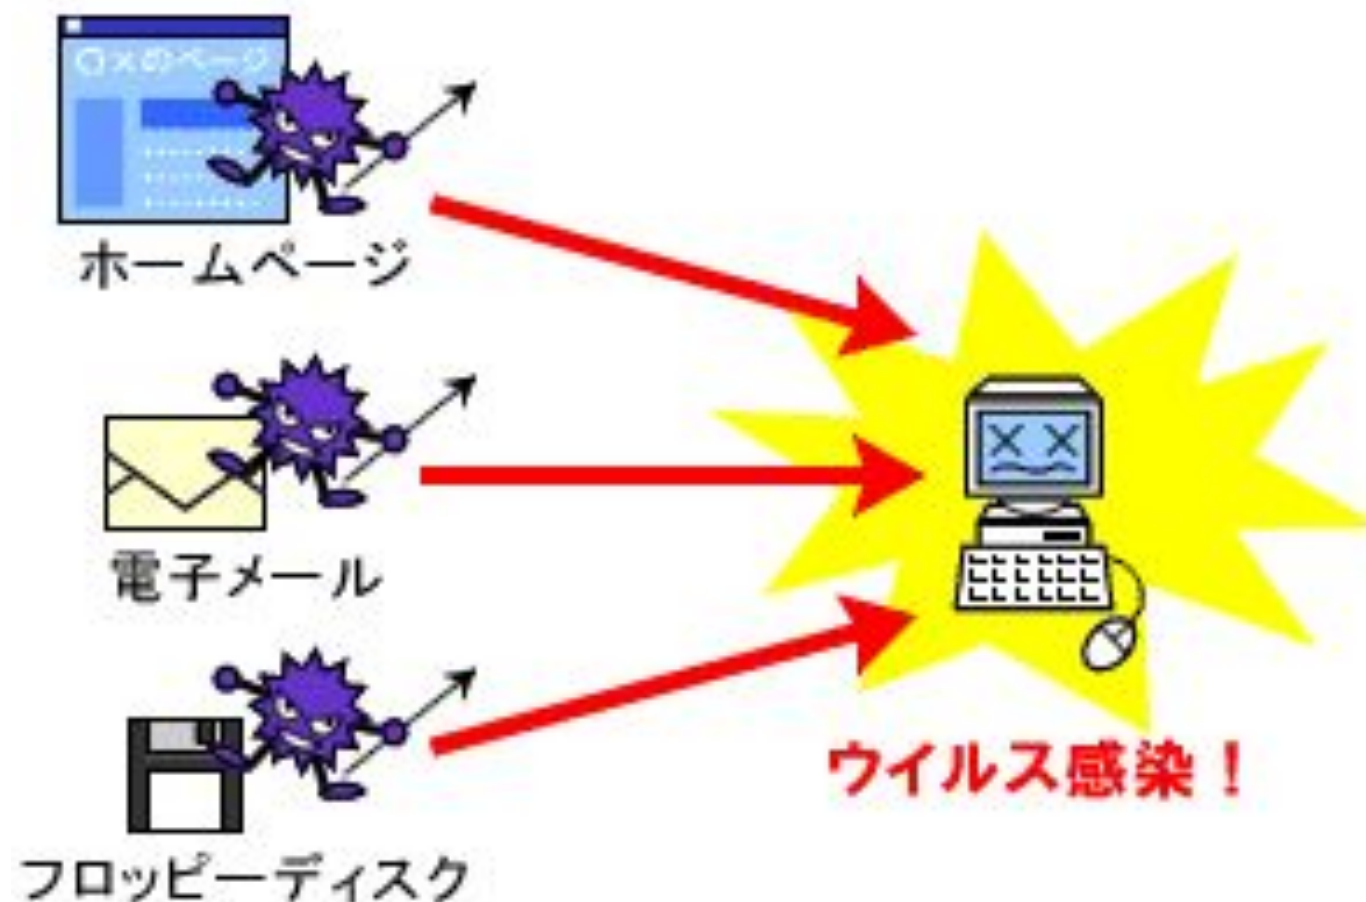 ○×のページ
ホームページ
電子メール
フロッピーディスク
ウイルス感染！